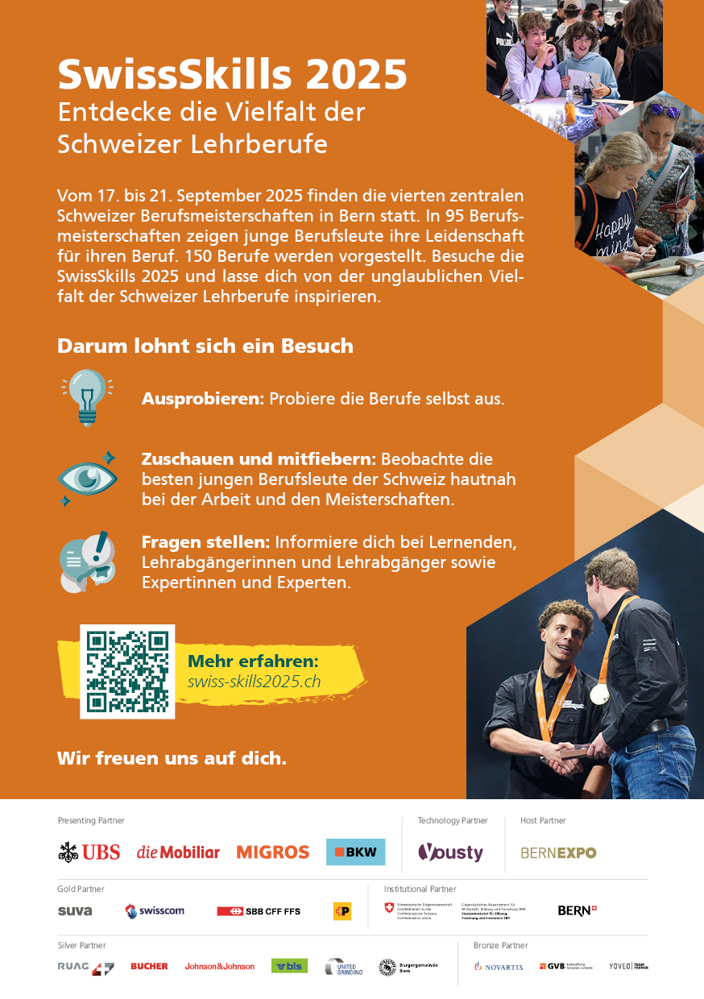 SwissSkills 2025
Entdecke die Vielfalt der
Schweizer Lehrberufe
Vom 17. bis 21. September 2025 finden die vierten zentralen
Schweizer Berufsmeisterschaften in Bern statt. In 95 Berufs-
meisterschaften zeigen junge Berufsleute ihre Leidenschaft
für ihren Beruf. 150 Berufe werden vorgestellt. Besuche die
SwissSkills 2025 und lasse dich von der unglaublichen Viel-
falt der Schweizer Lehrberufe inspirieren.
Happy
Darum lohnt sich ein Besuch
Ausprobieren: Probiere die Berufe selbst aus.
Zuschauen und mitfiebern: Beobachte die
besten jungen Berufsleute der Schweiz hautnah
bei der Arbeit und den Meisterschaften.
Fragen stellen: Informiere dich bei Lernenden,
Lehrabgängerinnen und Lehrabgänger sowie
Expertinnen und Experten.
Mehr erfahren:
swiss-skills2025.ch
Wir freuen uns auf dich.
Presenting Partner
UBS die Mobiliar MIGROS BKW
Technology Partner
Yousty
Host Partner
BERNEXPO
Gold Partner
suva swisscom SBB CFF FFS P
Institutional Partner
Schweizerische Eidgenossenschaft
Confédération suisse
Confederazione Svizzera
Confederaziun svizra
Eidgenössisches Departement für
Wirtschaft, Bildung und Forschung WBF
Staatssekretariat für Bildung,
Forschung und Innovation SBFI
BERN
Silver Partner
RUAG BUCHER Johnson&Johnson bls UNITED GRINDING Burgergemeinde Bern
Bronze Partner
NOVARTIS GVB Kulturstiftung YOVEO TEAM FARNER